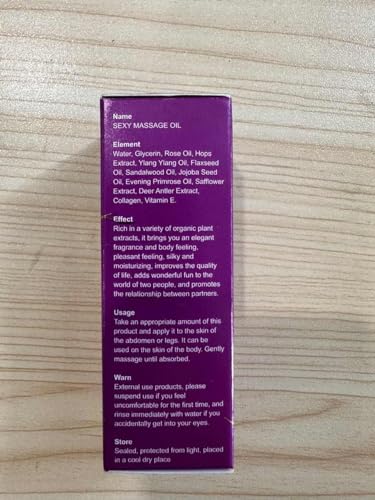 Name
SEXY MASSAGE OIL
Element
Water, Glycerin, Rose Oil, Hops
Extract, Ylang Ylang Oil, Flaxseed
Oil, Sandalwood Oil, Jojoba Seed
Oil, Evening Primrose Oil, Safflower
Extract, Deer Antler Extract,
Collagen, Vitamin E.
Effect
Rich in a variety of organic plant
extracts, it brings you an elegant
fragrance and body feeling,
pleasant feeling, silky and
moisturizing, improves the quality
of life, adds wonderful fun to the
world of two people, and promotes
the relationship between partners.
Usage
Take an appropriate amount of this
product and apply it to the skin of
the abdomen or legs. It can be
used on the skin of the body. Gently
massage until absorbed.
Warn
External use products, please
suspend use if you feel
uncomfortable for the first time, and
rinse immediately with water if you
accidentally get into your eyes.
Store
Sealed, protected from light, placed
in a cool dry place